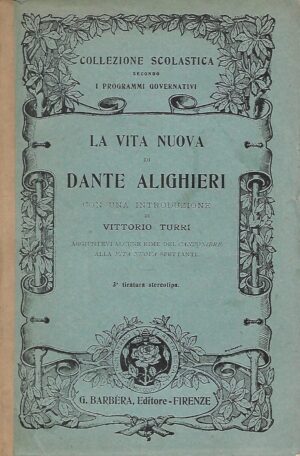 COLLEZIONE SCOLASTICA
SECONDO
I PROGRAMMI GOVERNATIVI
LA VITA NUOVA
DI
DANTE ALIGHIERI
CON UNA INTRODUZIONE
DI
VITTORIO TURRI
AGGIUNTEVI ALCUNE RIME DEL CANZONIERE
ALLA VITA NUOVA SPETTANTI.
3ª tiratura stereotipa.
G. BARBÈRA, Editore - FIRENZE